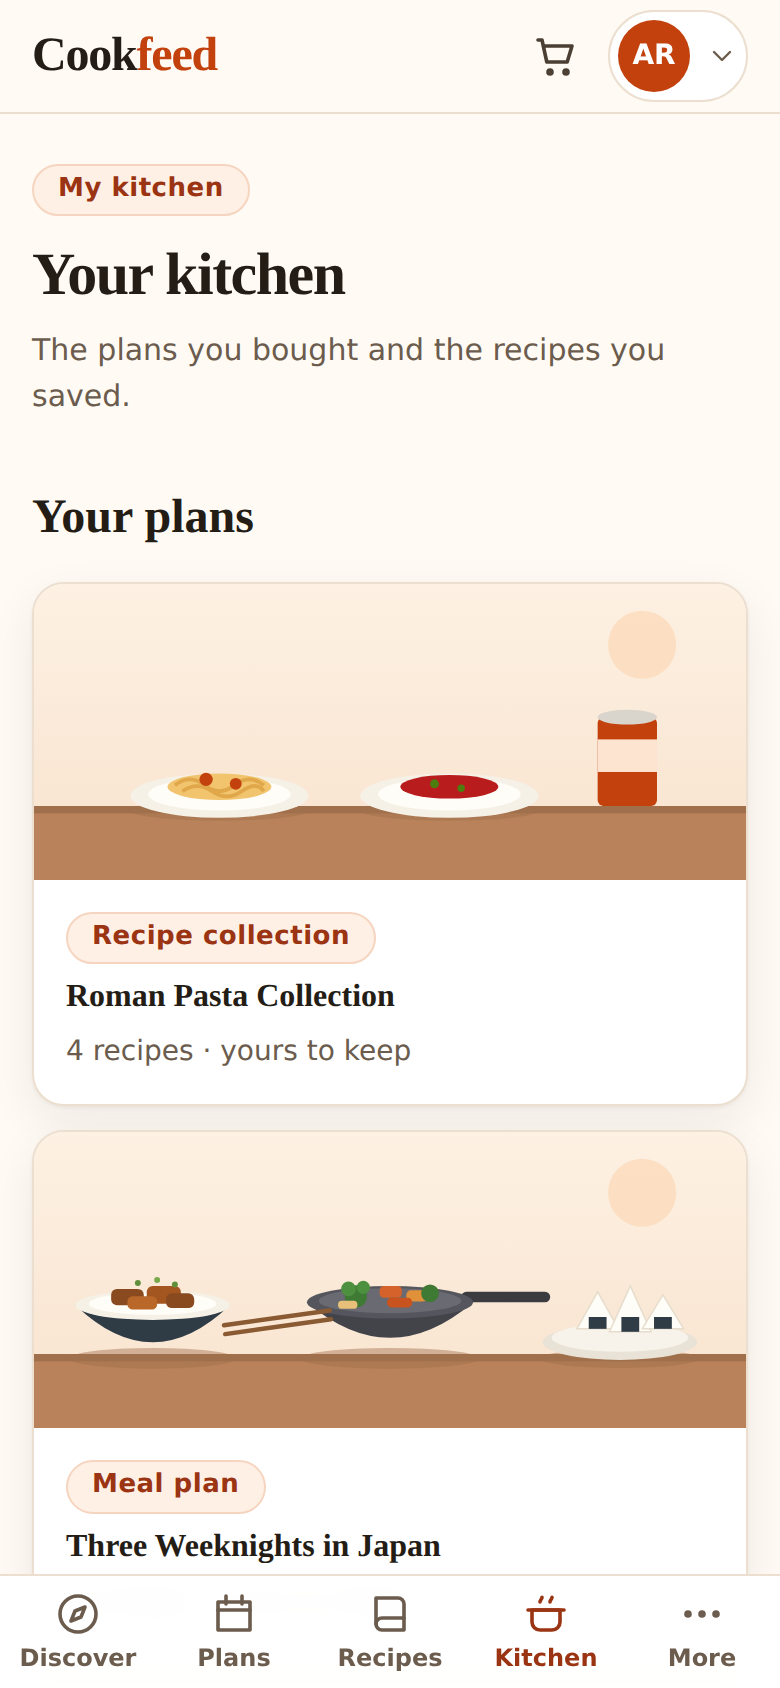 Cookfeed
AR
My kitchen
Your kitchen
The plans you bought and the recipes you
saved.
Your plans
Recipe collection
Roman Pasta Collection
4 recipes · yours to keep
Meal plan
Three Weeknights in Japan
Discover
Plans
Recipes
Kitchen
More